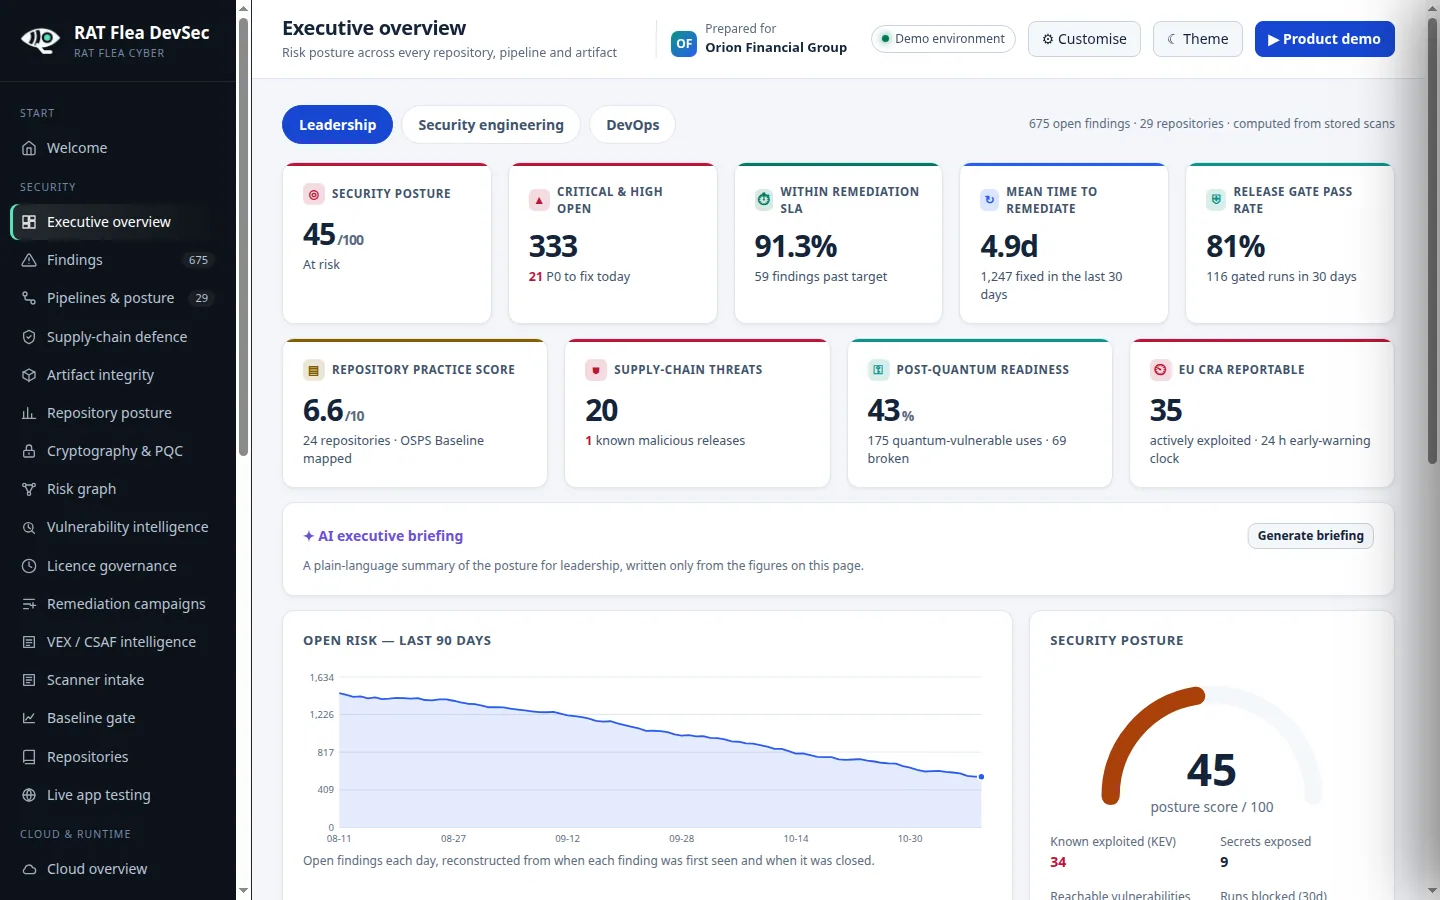 RAT Flea DevSec
RAT FLEA CYBER
START
Welcome
SECURITY
Executive overview
Findings 675
Pipelines & posture 29
Supply-chain defence
Artifact integrity
Repository posture
Cryptography & PQC
Risk graph
Vulnerability intelligence
Licence governance
Remediation campaigns
VEX / CSAF intelligence
Scanner intake
Baseline gate
Repositories
Live app testing
CLOUD & RUNTIME
Cloud overview
Executive overview
Risk posture across every repository, pipeline and artifact
OF
Prepared for
Orion Financial Group
Demo environment
⚙ Customise
☾ Theme
▶ Product demo
Leadership
Security engineering
DevOps
675 open findings · 29 repositories · computed from stored scans
SECURITY POSTURE
45/100
At risk
CRITICAL & HIGH
OPEN
333
21 P0 to fix today
WITHIN REMEDIATION
SLA
91.3%
59 findings past target
MEAN TIME TO
REMEDIATE
4.9d
1,247 fixed in the last 30
days
RELEASE GATE PASS
RATE
81%
116 gated runs in 30 days
REPOSITORY PRACTICE SCORE
6.6/10
24 repositories · OSPS Baseline
mapped
SUPPLY-CHAIN THREATS
20
1 known malicious releases
POST-QUANTUM READINESS
43%
175 quantum-vulnerable uses · 69
broken
EU CRA REPORTABLE
35
actively exploited · 24 h early-warning
clock
✦ AI executive briefing
Generate briefing
A plain-language summary of the posture for leadership, written only from the figures on this page.
OPEN RISK — LAST 90 DAYS
1,634
1,226
817
409
0
08-11 08-27 09-12 09-28 10-14 10-30
Open findings each day, reconstructed from when each finding was first seen and when it was closed.
SECURITY POSTURE
45
posture score / 100
Known exploited (KEV) Secrets exposed
34 9
Reachable vulnerabilities Runs blocked (30d)